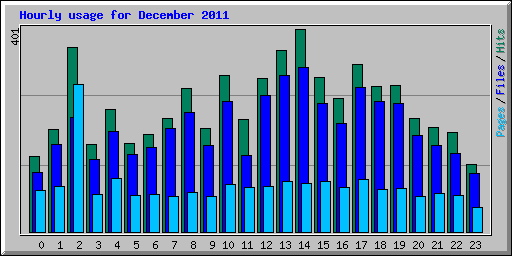 Hourly usage for December 2011
401
Pages/Files/Hits
0 1 2 3 4 5 6 7 8 9 10 11 12 13 14 15 16 17 18 19 20 21 22 23